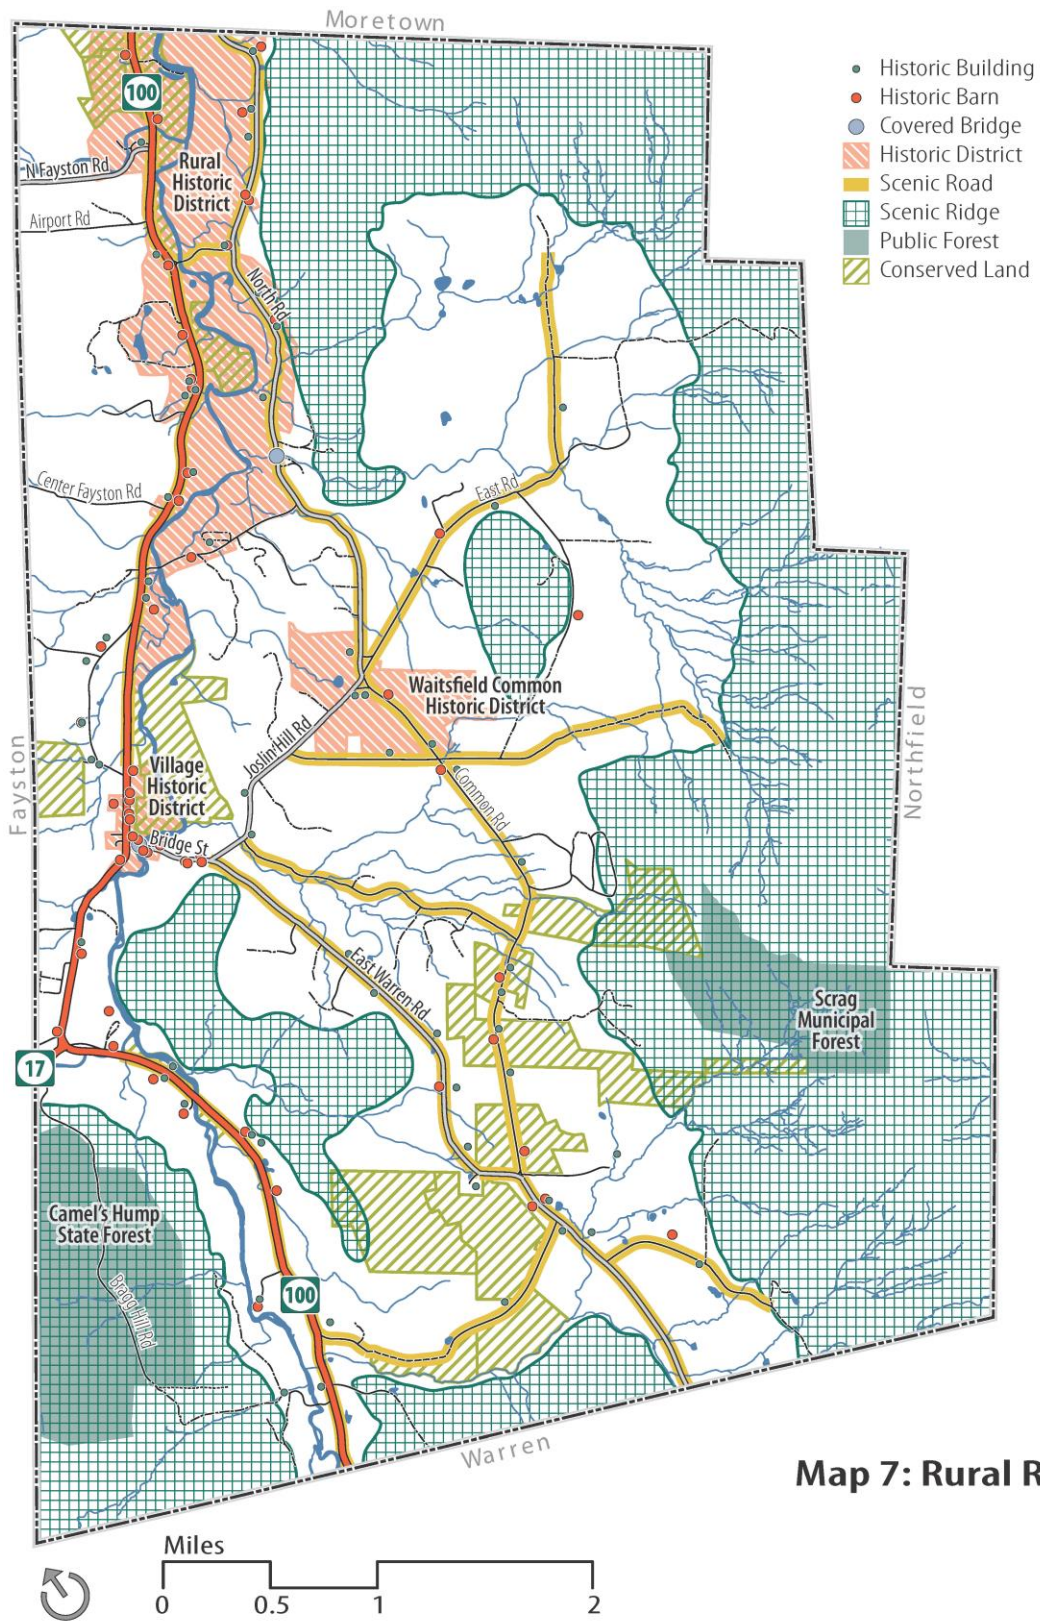 Moretown
Historic Building
Historic Barn
Covered Bridge
Historic District
Scenic Road
Scenic Ridge
Public Forest
Conserved Land
100
N Fayston Rd
Rural
Historic
District
Airport Rd
North Rd
Center Fayston Rd
East Rd
Waitsfield Common
Historic District
Joslin Hill Rd
Northfield
Fayston
Village
Historic
District
Common Rd
Bridge St
East Warren Rd
Scrag
Municipal
Forest
17
Camel's Hump
State Forest
Bragg Hill Rd
100
Warren
Map 7: Rural R
Miles
0 0.5 1 2